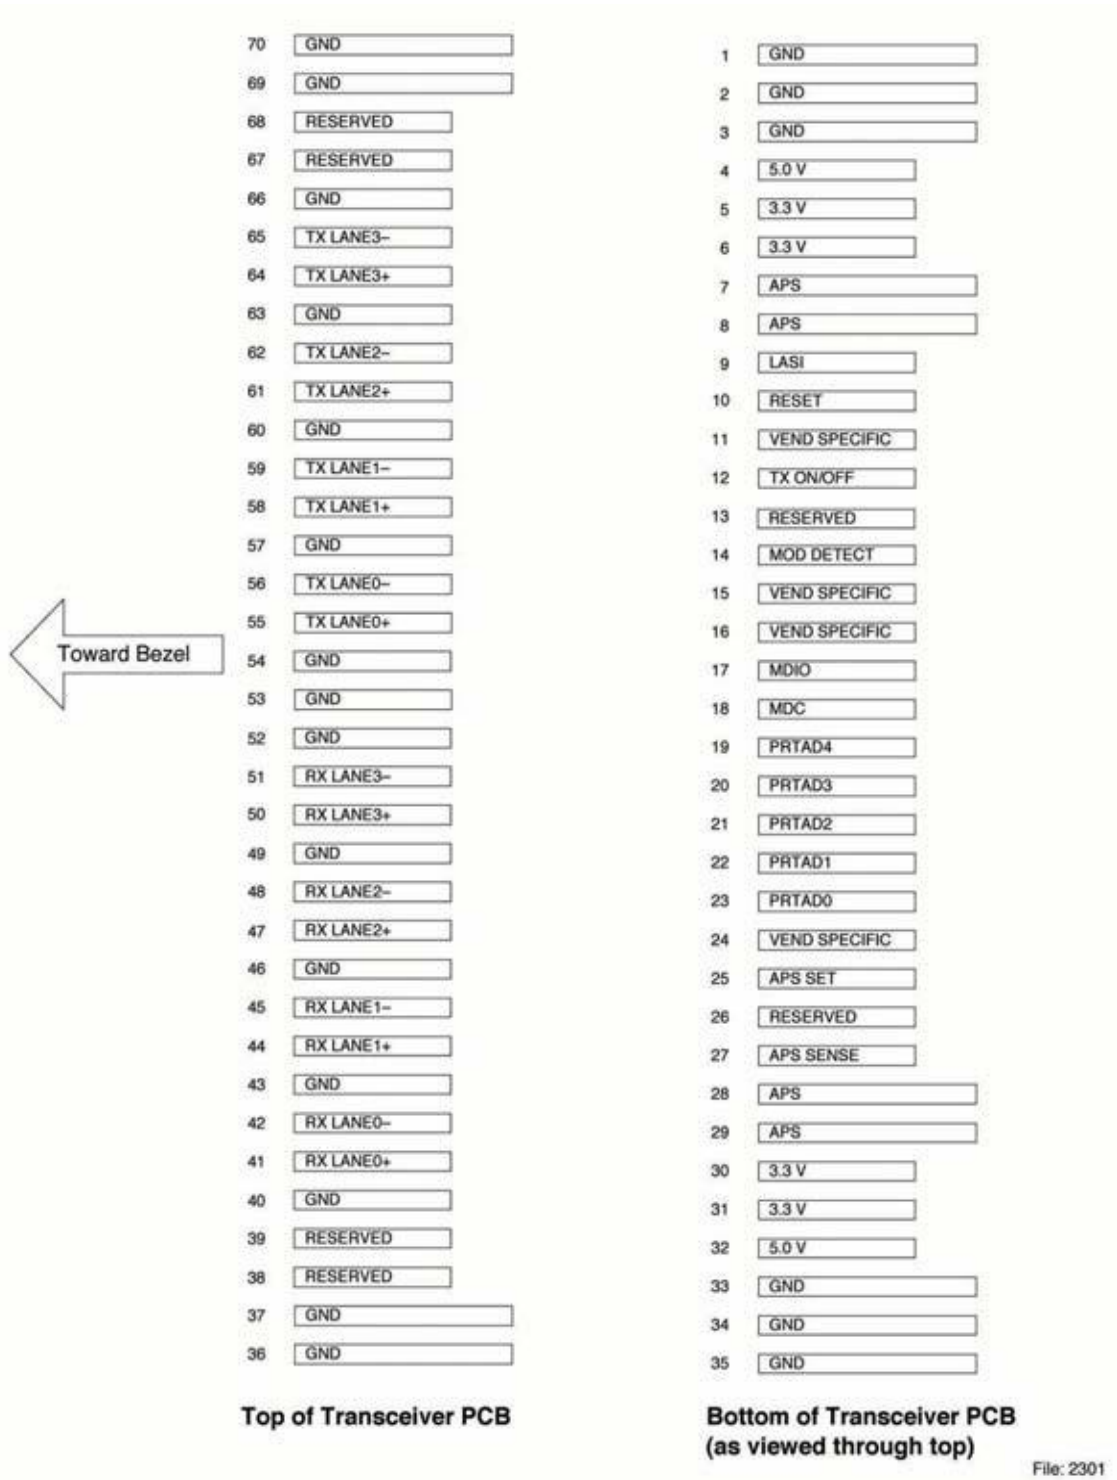 70 GND
69 GND
68 RESERVED
67 RESERVED
66 GND
65 TX LANE3–
64 TX LANE3+
63 GND
62 TX LANE2–
61 TX LANE2+
60 GND
59 TX LANE1–
58 TX LANE1+
57 GND
56 TX LANE0–
55 TX LANE0+
Toward Bezel
54 GND
53 GND
52 GND
51 RX LANE3–
50 RX LANE3+
49 GND
48 RX LANE2–
47 RX LANE2+
46 GND
45 RX LANE1–
44 RX LANE1+
43 GND
42 RX LANE0–
41 RX LANE0+
40 GND
39 RESERVED
38 RESERVED
37 GND
36 GND
Top of Transceiver PCB
1 GND
2 GND
3 GND
4 5.0 V
5 3.3 V
6 3.3 V
7 APS
8 APS
9 LASI
10 RESET
11 VEND SPECIFIC
12 TX ON/OFF
13 RESERVED
14 MOD DETECT
15 VEND SPECIFIC
16 VEND SPECIFIC
17 MDIO
18 MDC
19 PRTAD4
20 PRTAD3
21 PRTAD2
22 PRTAD1
23 PRTAD0
24 VEND SPECIFIC
25 APS SET
26 RESERVED
27 APS SENSE
28 APS
29 APS
30 3.3 V
31 3.3 V
32 5.0 V
33 GND
34 GND
35 GND
Bottom of Transceiver PCB
(as viewed through top)
File: 2301